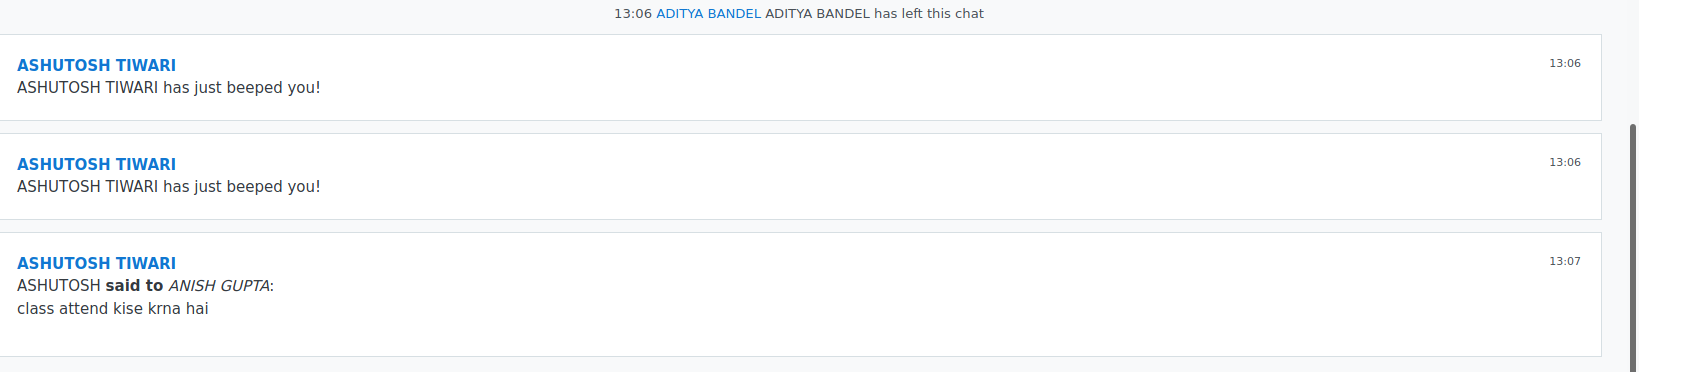 13:06 ADITYA BANDEL ADITYA BANDEL has left this chat
ASHUTOSH TIWARI 13:06
ASHUTOSH TIWARI has just beeped you!
ASHUTOSH TIWARI 13:06
ASHUTOSH TIWARI has just beeped you!
ASHUTOSH TIWARI 13:07
ASHUTOSH said to ANISH GUPTA:
class attend kise krna hai